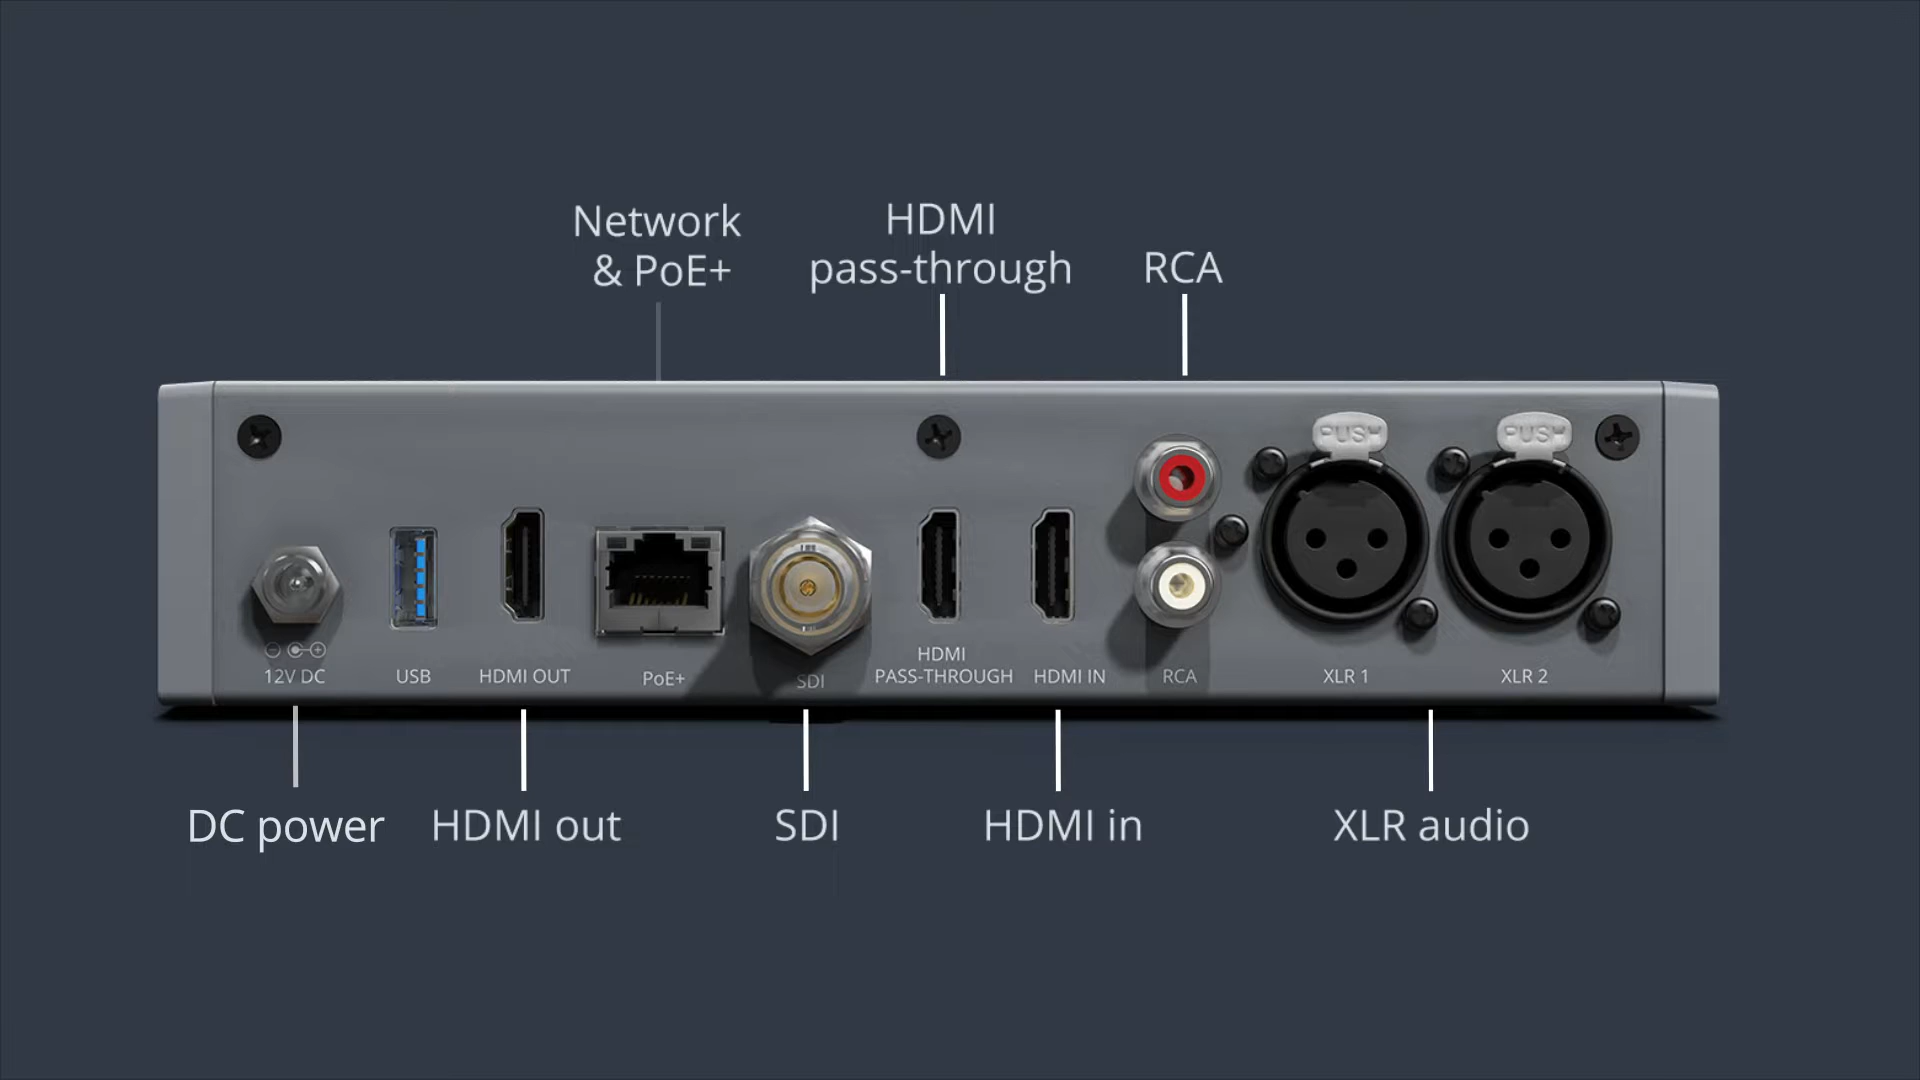 Network
& PoE+
HDMI
pass-through
RCA
PUSH
PUSH
12V DC
USB
HDMI OUT
PoE+
SDI
HDMI
PASS-THROUGH
HDMI IN
RCA
XLR 1
XLR 2
DC power
HDMI out
SDI
HDMI in
XLR audio